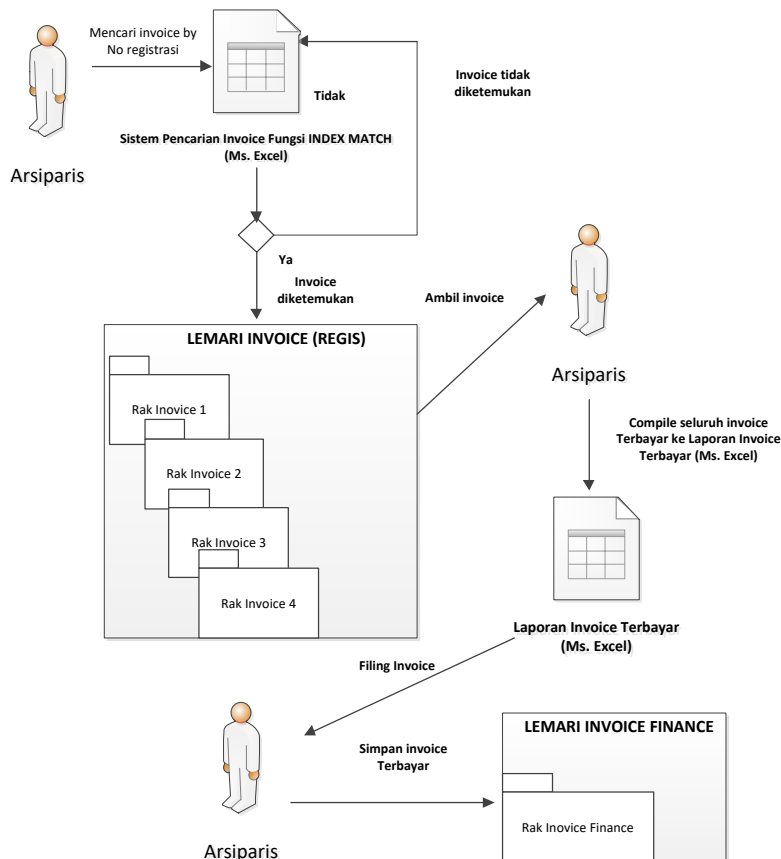 Mencari invoice by
No registrasi
Arsiparis
Tidak
Invoice tidak
diketemukan
Sistem Pencarian Invoice Fungsi INDEX MATCH
(Ms. Excel)
Ya
Invoice
diketemukan
LEMARI INVOICE (REGIS)
Rak Inovice 1
Rak Invoice 2
Rak Invoice 3
Rak Invoice 4
Ambil invoice
Arsiparis
Compile seluruh invoice
Terbayar ke Laporan Invoice
Terbayar (Ms. Excel)
Laporan Invoice Terbayar
(Ms. Excel)
Filing Invoice
Arsiparis
Simpan invoice
Terbayar
LEMARI INVOICE FINANCE
Rak Inovice Finance